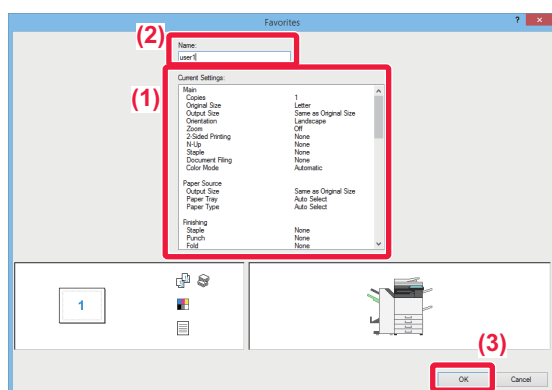 Favorites
? x
(2)
Name:
user1
(1)
Current Settings:
Main
Copies 1
Original Size Letter
Output Size Same as Original Size
Orientation Landscape
Zoom Off
2-Sided Printing None
N-Up None
Staple None
Document Filing None
Color Mode Automatic
Paper Source
Output Size Same as Original Size
Paper Tray Auto Select
Paper Type Auto Select
Finishing
Staple None
Punch None
Fold None
1
(3)
OK Cancel